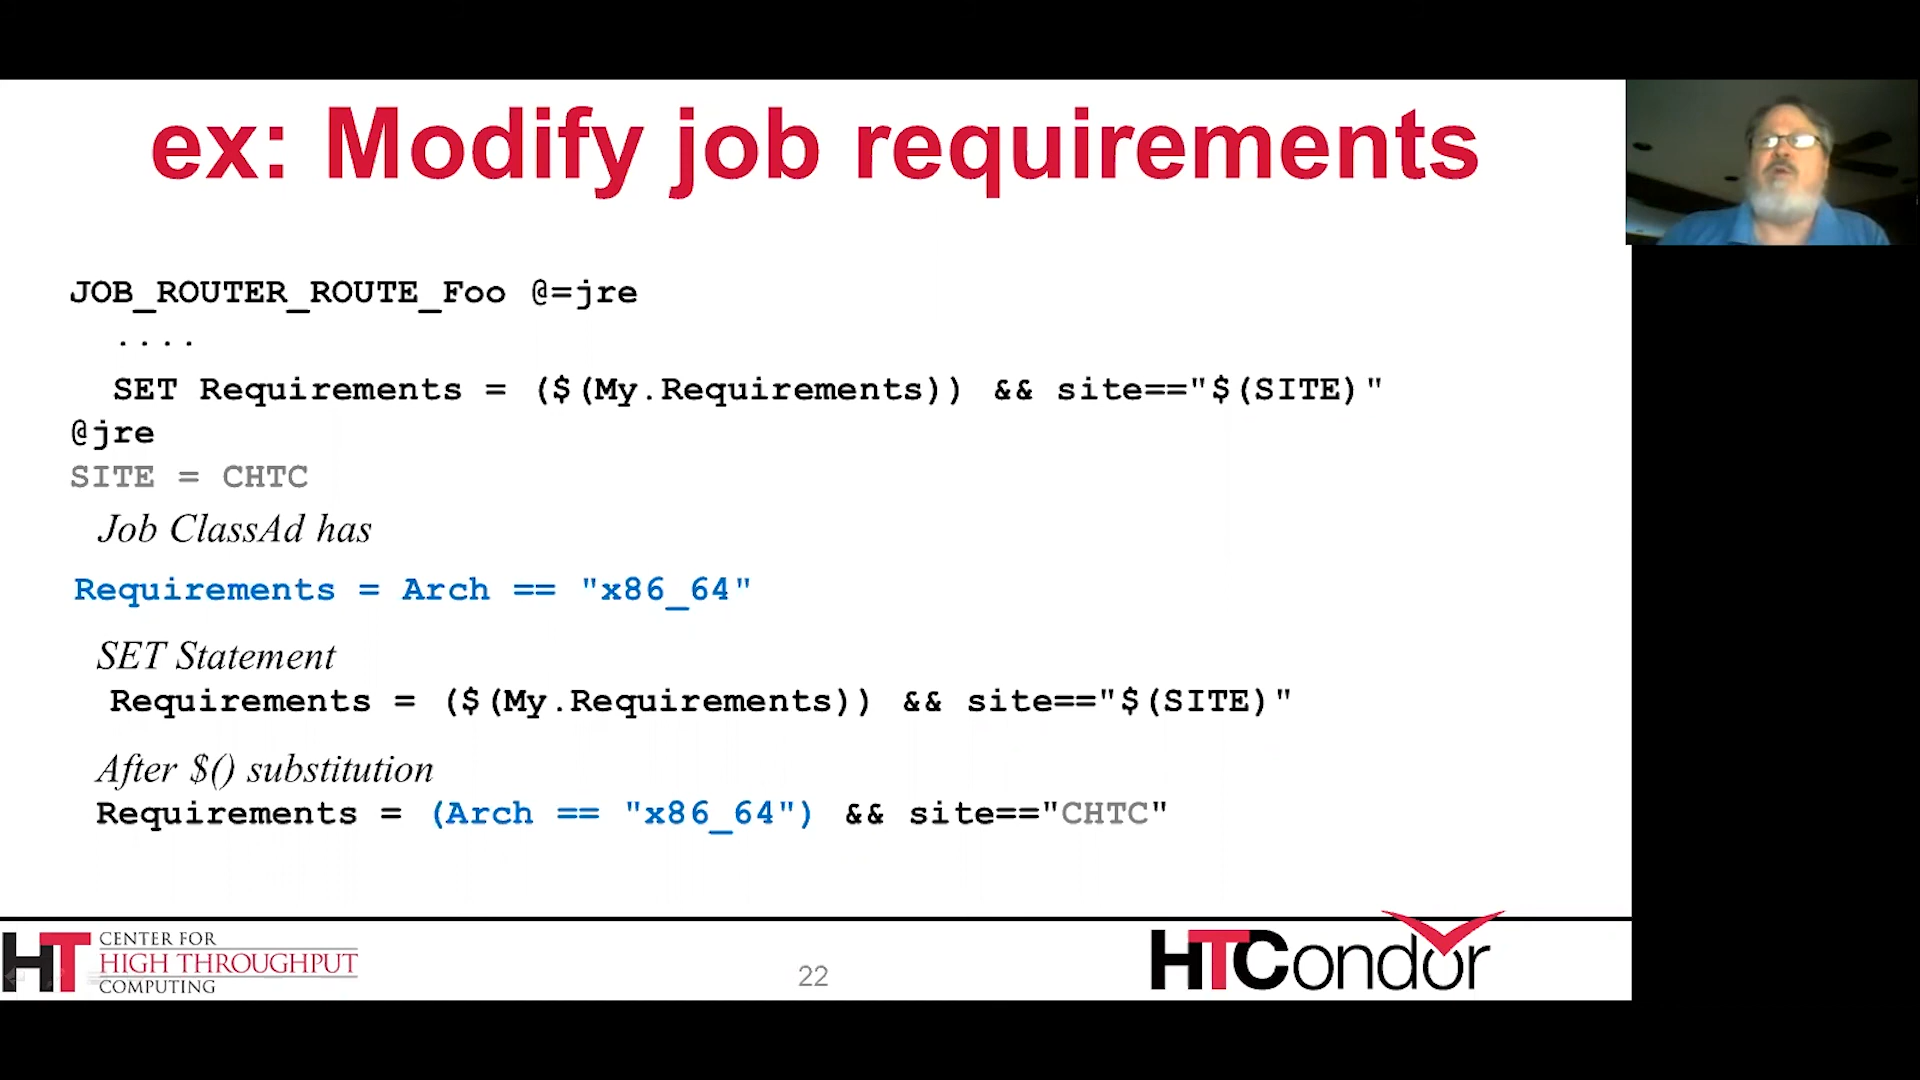 ex: Modify job requirements
JOB_ROUTER_ROUTE_Foo @=jre
....
SET Requirements = ($(My.Requirements)) && site=="$(SITE)"
@jre
SITE = CHTC
Job ClassAd has
Requirements = Arch == "x86_64"
SET Statement
Requirements = ($(My.Requirements)) && site=="$(SITE)"
After $() substitution
Requirements = (Arch == "x86_64") && site=="CHTC"
HT CENTER FOR
HIGH THROUGHPUT
COMPUTING
22
HTCondor